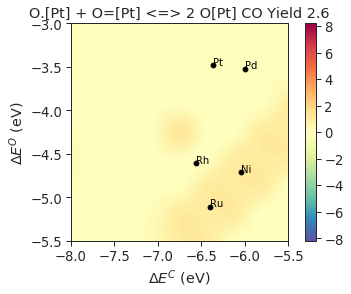 O.[Pt] + O=[Pt] <=> 2 O[Pt] CO Yield 2.6
−3.0
−3.5
−4.0
−4.5
−5.0
−5.5
ΔE^O (eV)
Pt
Pd
Rh
Ni
Ru
−8.0 −7.5 −7.0 −6.5 −6.0 −5.5
ΔE^C (eV)
8
6
4
2
0
−2
−4
−6
−8